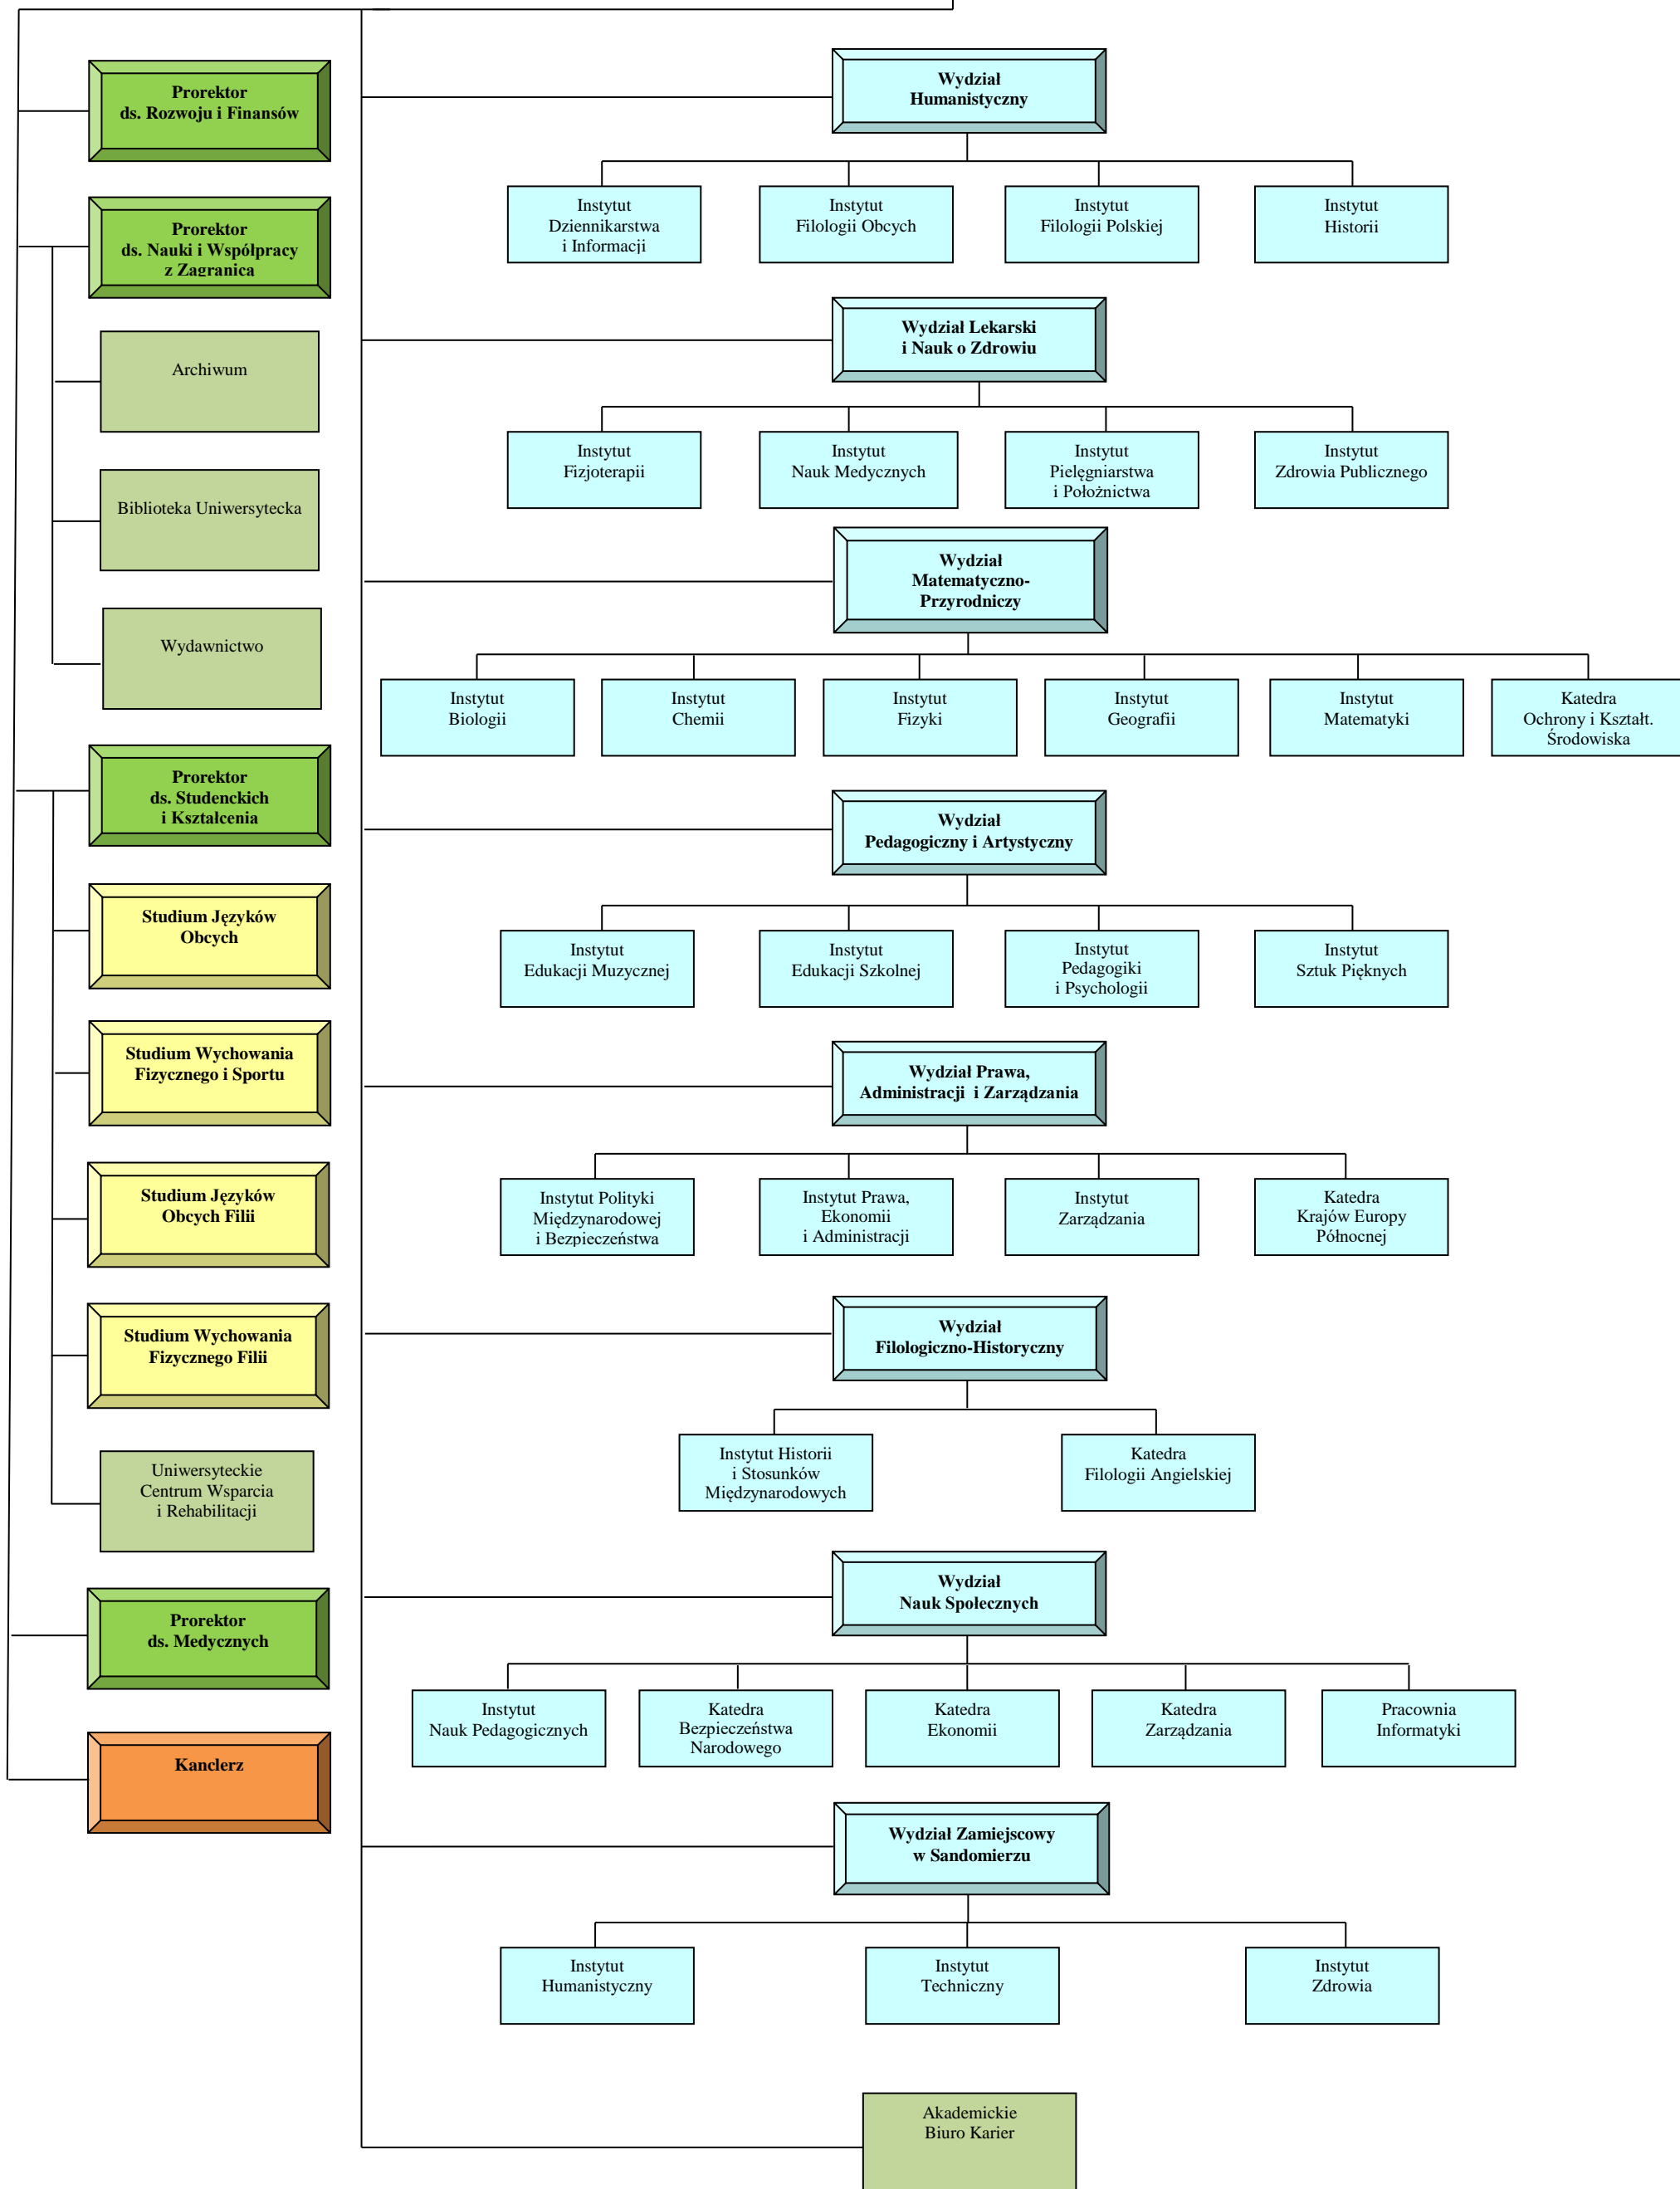 Prorektor
ds. Rozwoju i Finansów
Prorektor
ds. Nauki i Współpracy
z Zagranicą
Archiwum
Biblioteka Uniwersytecka
Wydawnictwo
Prorektor
ds. Studenckich
i Kształcenia
Studium Języków
Obcych
Studium Wychowania
Fizycznego i Sportu
Studium Języków
Obcych Filii
Studium Wychowania
Fizycznego Filii
Uniwersyteckie
Centrum Wsparcia
i Rehabilitacji
Prorektor
ds. Medycznych
Kanclerz
Wydział
Humanistyczny
Instytut
Dziennikarstwa
i Informacji
Instytut
Filologii Obcych
Instytut
Filologii Polskiej
Instytut
Historii
Wydział Lekarski
i Nauk o Zdrowiu
Instytut
Fizjoterapii
Instytut
Nauk Medycznych
Instytut
Pielęgniarstwa
i Położnictwa
Instytut
Zdrowia Publicznego
Wydział
Matematyczno-
Przyrodniczy
Instytut
Biologii
Instytut
Chemii
Instytut
Fizyki
Instytut
Geografii
Instytut
Matematyki
Katedra
Ochrony i Kształt.
Środowiska
Wydział
Pedagogiczny i Artystyczny
Instytut
Edukacji Muzycznej
Instytut
Edukacji Szkolnej
Instytut
Pedagogiki
i Psychologii
Instytut
Sztuk Pięknych
Wydział Prawa,
Administracji i Zarządzania
Instytut Polityki
Międzynarodowej
i Bezpieczeństwa
Instytut Prawa,
Ekonomii
i Administracji
Instytut
Zarządzania
Katedra
Krajów Europy
Północnej
Wydział
Filologiczno-Historyczny
Instytut Historii
i Stosunków
Międzynarodowych
Katedra
Filologii Angielskiej
Wydział
Nauk Społecznych
Instytut
Nauk Pedagogicznych
Katedra
Bezpieczeństwa
Narodowego
Katedra
Ekonomii
Katedra
Zarządzania
Pracownia
Informatyki
Wydział Zamiejscowy
w Sandomierzu
Instytut
Humanistyczny
Instytut
Techniczny
Instytut
Zdrowia
Akademickie
Biuro Karier